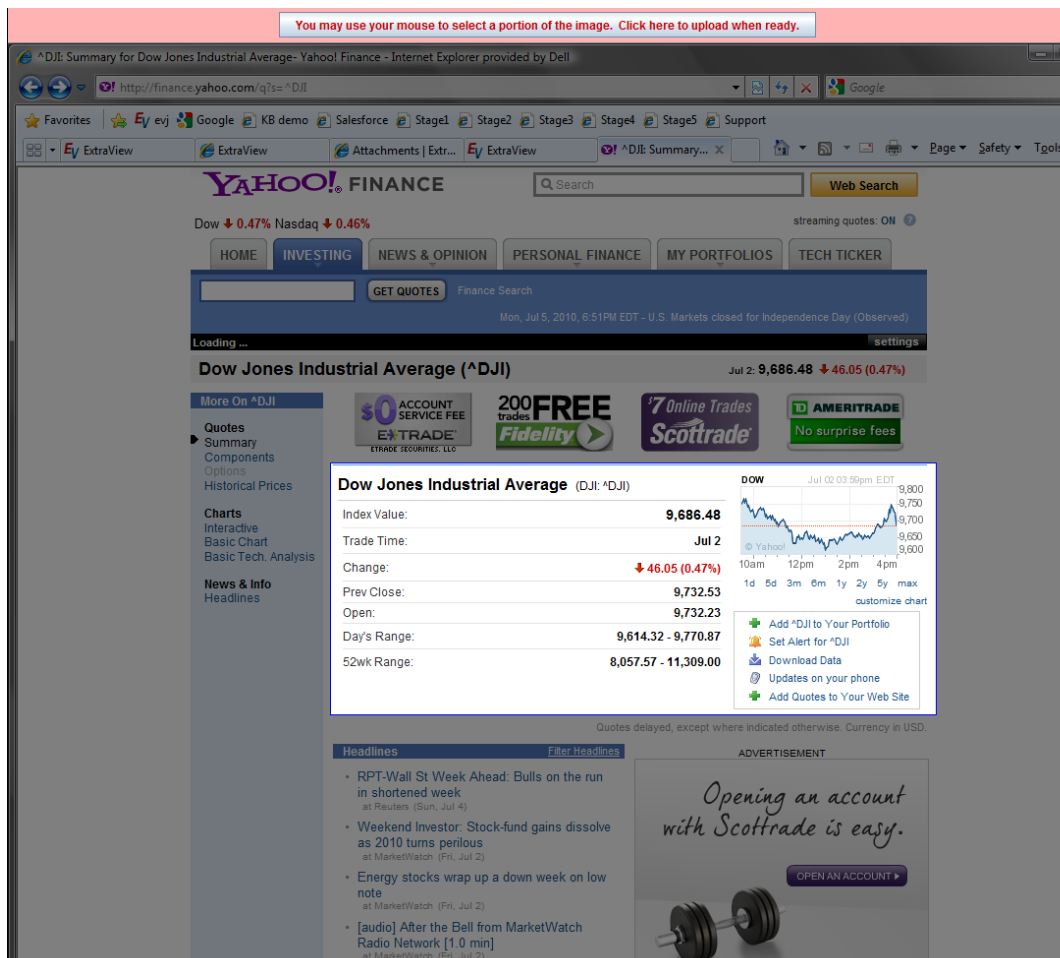 You may use your mouse to select a portion of the image. Click here to upload when ready.
^DJI: Summary for Dow Jones Industrial Average- Yahoo! Finance - Internet Explorer provided by Dell
http://finance.yahoo.com/q?s=^DJI
Google
Favorites evj Google KB demo Salesforce Stage1 Stage2 Stage3 Stage4 Stage5 Support
ExtraView ExtraView Attachments | Extr... ExtraView ^DJI: Summary... Page Safety Tools
YAHOO! FINANCE Search Web Search
Dow 0.47% Nasdaq 0.46% streaming quotes: ON
HOME INVESTING NEWS & OPINION PERSONAL FINANCE MY PORTFOLIOS TECH TICKER
GET QUOTES Finance Search
Mon, Jul 5, 2010, 6:51PM EDT - U.S. Markets closed for Independence Day (Observed)
Loading ... settings
Dow Jones Industrial Average (^DJI) Jul 2: 9,686.48 46.05 (0.47%)
More On ^DJI
Quotes
Summary
Components
Options
Historical Prices
Charts
Interactive
Basic Chart
Basic Tech. Analysis
News & Info
Headlines
$0 ACCOUNT SERVICE FEE
E*TRADE
ETRADE SECURITIES, LLC
200 FREE trades
Fidelity
$7 Online Trades
Scottrade
TD AMERITRADE
No surprise fees
Dow Jones Industrial Average (DJI: ^DJI)
Index Value: 9,686.48
Trade Time: Jul 2
Change: 46.05 (0.47%)
Prev Close: 9,732.53
Open: 9,732.23
Day's Range: 9,614.32 - 9,770.87
52wk Range: 8,057.57 - 11,309.00
DOW Jul 02 03:59pm EDT
9,800
9,750
9,700
9,650
9,600
© Yahoo!
10am 12pm 2pm 4pm
1d 5d 3m 6m 1y 2y 5y max
customize chart
Add ^DJI to Your Portfolio
Set Alert for ^DJI
Download Data
Updates on your phone
Add Quotes to Your Web Site
Quotes delayed, except where indicated otherwise. Currency in USD.
Headlines Filter Headlines
RPT-Wall St Week Ahead: Bulls on the run
in shortened week
at Reuters (Sun, Jul 4)
Weekend Investor: Stock-fund gains dissolve
as 2010 turns perilous
at MarketWatch (Fri, Jul 2)
Energy stocks wrap up a down week on low
note
at MarketWatch (Fri, Jul 2)
[audio] After the Bell from MarketWatch
Radio Network [1.0 min]
at MarketWatch (Fri, Jul 2)
ADVERTISEMENT
Opening an account
with Scottrade is easy.
OPEN AN ACCOUNT